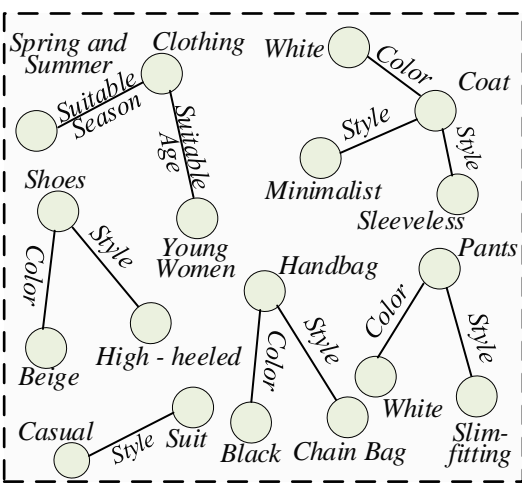 Spring and
Summer
Clothing
Suitable
Season
Suitable
Age
Young
Women
White
Color
Coat
Style
Minimalist
Style
Sleeveless
Shoes
Color
Style
Beige
High - heeled
Handbag
Color
Style
Black
Chain Bag
Pants
Color
Style
White
Slim-
fitting
Casual
Style
Suit